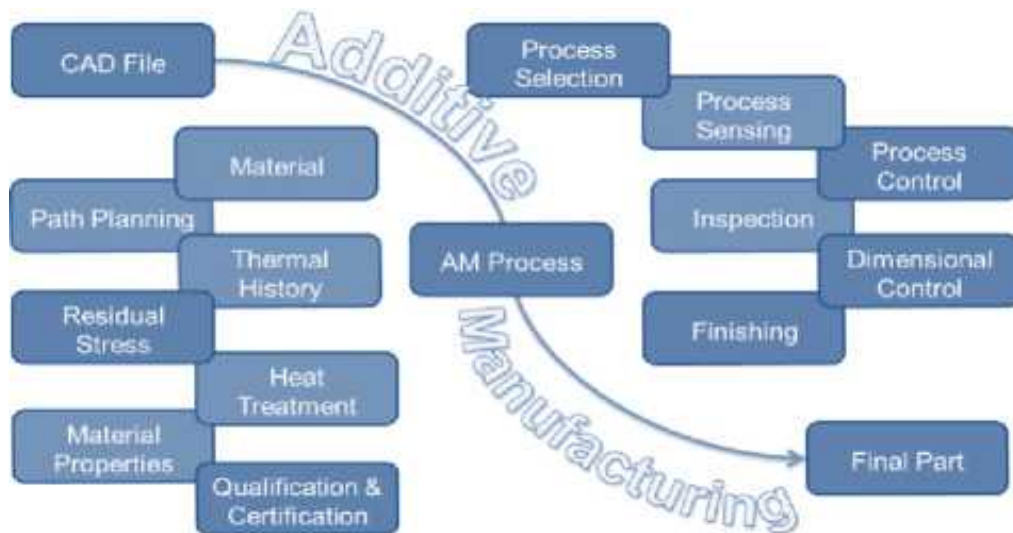 CAD File
Additive
Manufacturing
Process
Selection
Process
Sensing
Process
Control
Inspection
Dimensional
Control
Finishing
Material
Path Planning
Thermal
History
Residual
Stress
Heat
Treatment
Material
Properties
Qualification &
Certification
AM Process
Final Part